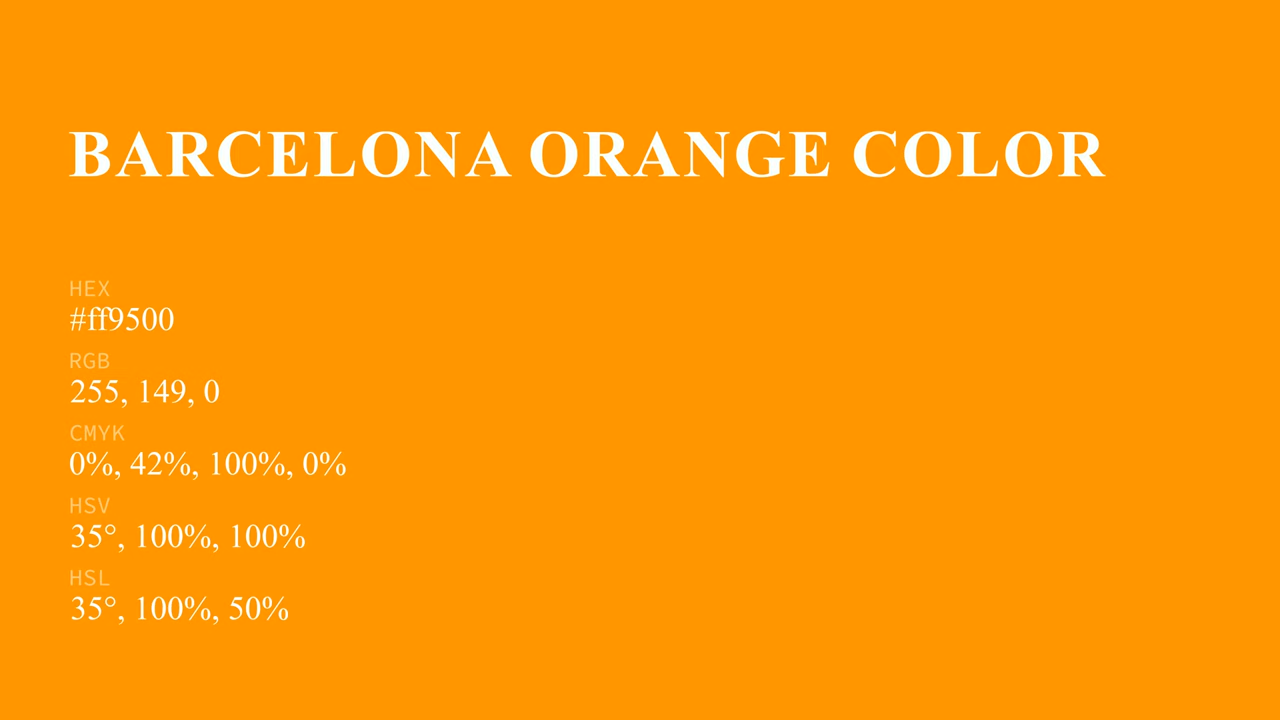 BARCELONA ORANGE COLOR
HEX
#ff9500
RGB
255, 149, 0
CMYK
0%, 42%, 100%, 0%
HSV
35°, 100%, 100%
HSL
35°, 100%, 50%